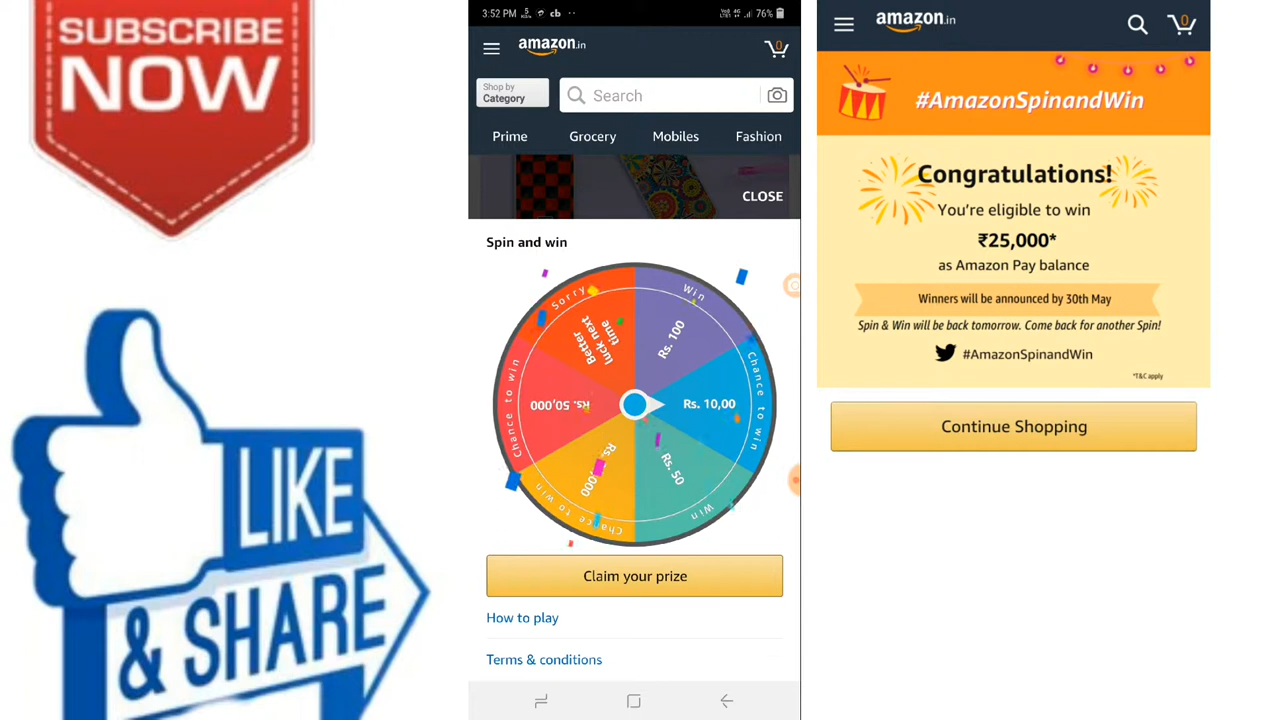 SUBSCRIBE
NOW
LIKE
& SHARE
3:52 PM
cb
76%
amazon.in
0
Shop by
Category
Search
Prime
Grocery
Mobiles
Fashion
CLOSE
Spin and win
Sorry
Better
luck next
time
Win
Rs. 100
Chance to win
Rs. 10,00
Win
Rs. 50
Chance to win
Chance to win
Rs. 50,000
Claim your prize
How to play
Terms & conditions
amazon.in
0
#AmazonSpinandWin
Congratulations!
You're eligible to win
₹25,000*
as Amazon Pay balance
Winners will be announced by 30th May
Spin & Win will be back tomorrow. Come back for another Spin!
#AmazonSpinandWin
*T&C apply
Continue Shopping